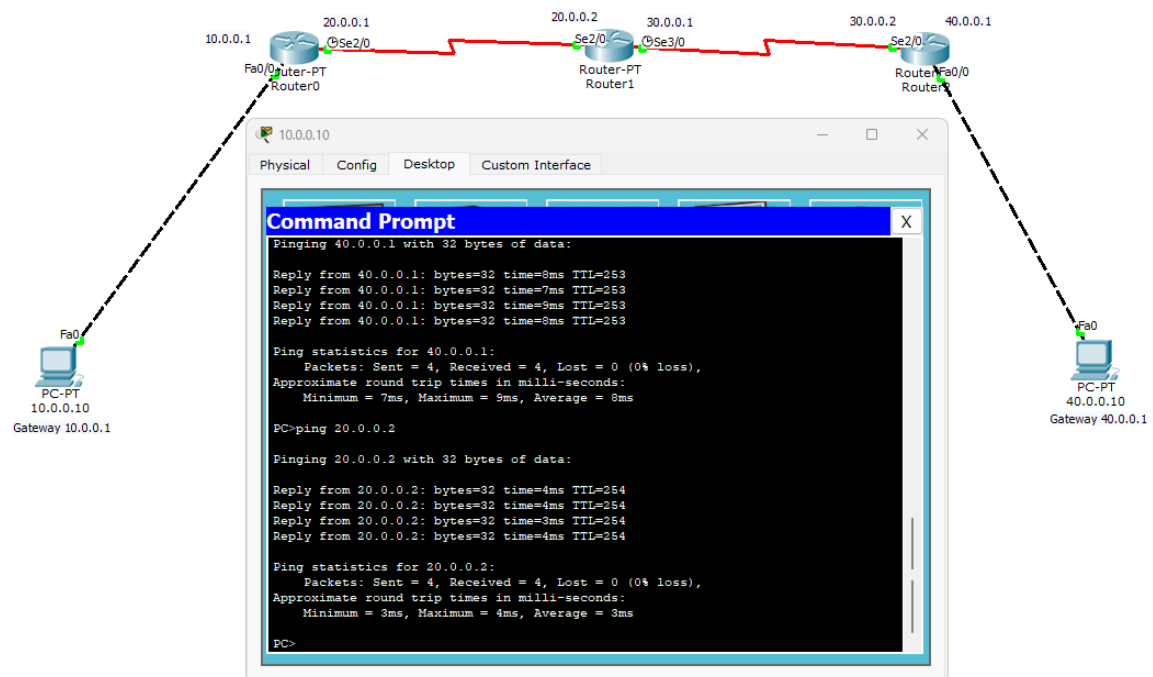 20.0.0.1
20.0.0.2
30.0.0.1
30.0.0.2
40.0.0.1
10.0.0.1
Se2/0
Se2/0
Se3/0
Se2/0
Fa0/0
uter-PT
Router0
Router-PT
Router1
Router
Fa0/0
Router2
10.0.0.10
Physical Config Desktop Custom Interface
Command Prompt X
Pinging 40.0.0.1 with 32 bytes of data:
Reply from 40.0.0.1: bytes=32 time=8ms TTL=253
Reply from 40.0.0.1: bytes=32 time=7ms TTL=253
Reply from 40.0.0.1: bytes=32 time=9ms TTL=253
Reply from 40.0.0.1: bytes=32 time=8ms TTL=253
Ping statistics for 40.0.0.1:
Packets: Sent = 4, Received = 4, Lost = 0 (0% loss),
Approximate round trip times in milli-seconds:
Minimum = 7ms, Maximum = 9ms, Average = 8ms
PC>ping 20.0.0.2
Pinging 20.0.0.2 with 32 bytes of data:
Reply from 20.0.0.2: bytes=32 time=4ms TTL=254
Reply from 20.0.0.2: bytes=32 time=4ms TTL=254
Reply from 20.0.0.2: bytes=32 time=3ms TTL=254
Reply from 20.0.0.2: bytes=32 time=4ms TTL=254
Ping statistics for 20.0.0.2:
Packets: Sent = 4, Received = 4, Lost = 0 (0% loss),
Approximate round trip times in milli-seconds:
Minimum = 3ms, Maximum = 4ms, Average = 3ms
PC>
Fa0
PC-PT
10.0.0.10
Gateway 10.0.0.1
Fa0
PC-PT
40.0.0.10
Gateway 40.0.0.1